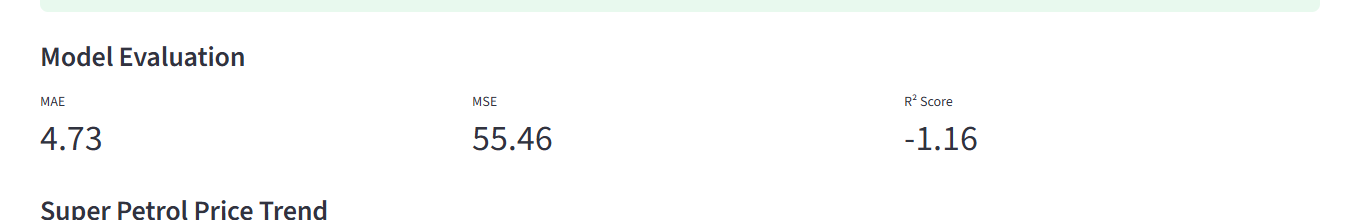 Model Evaluation
MAE
MSE
R² Score
4.73
55.46
-1.16
Super Petrol Price Trend